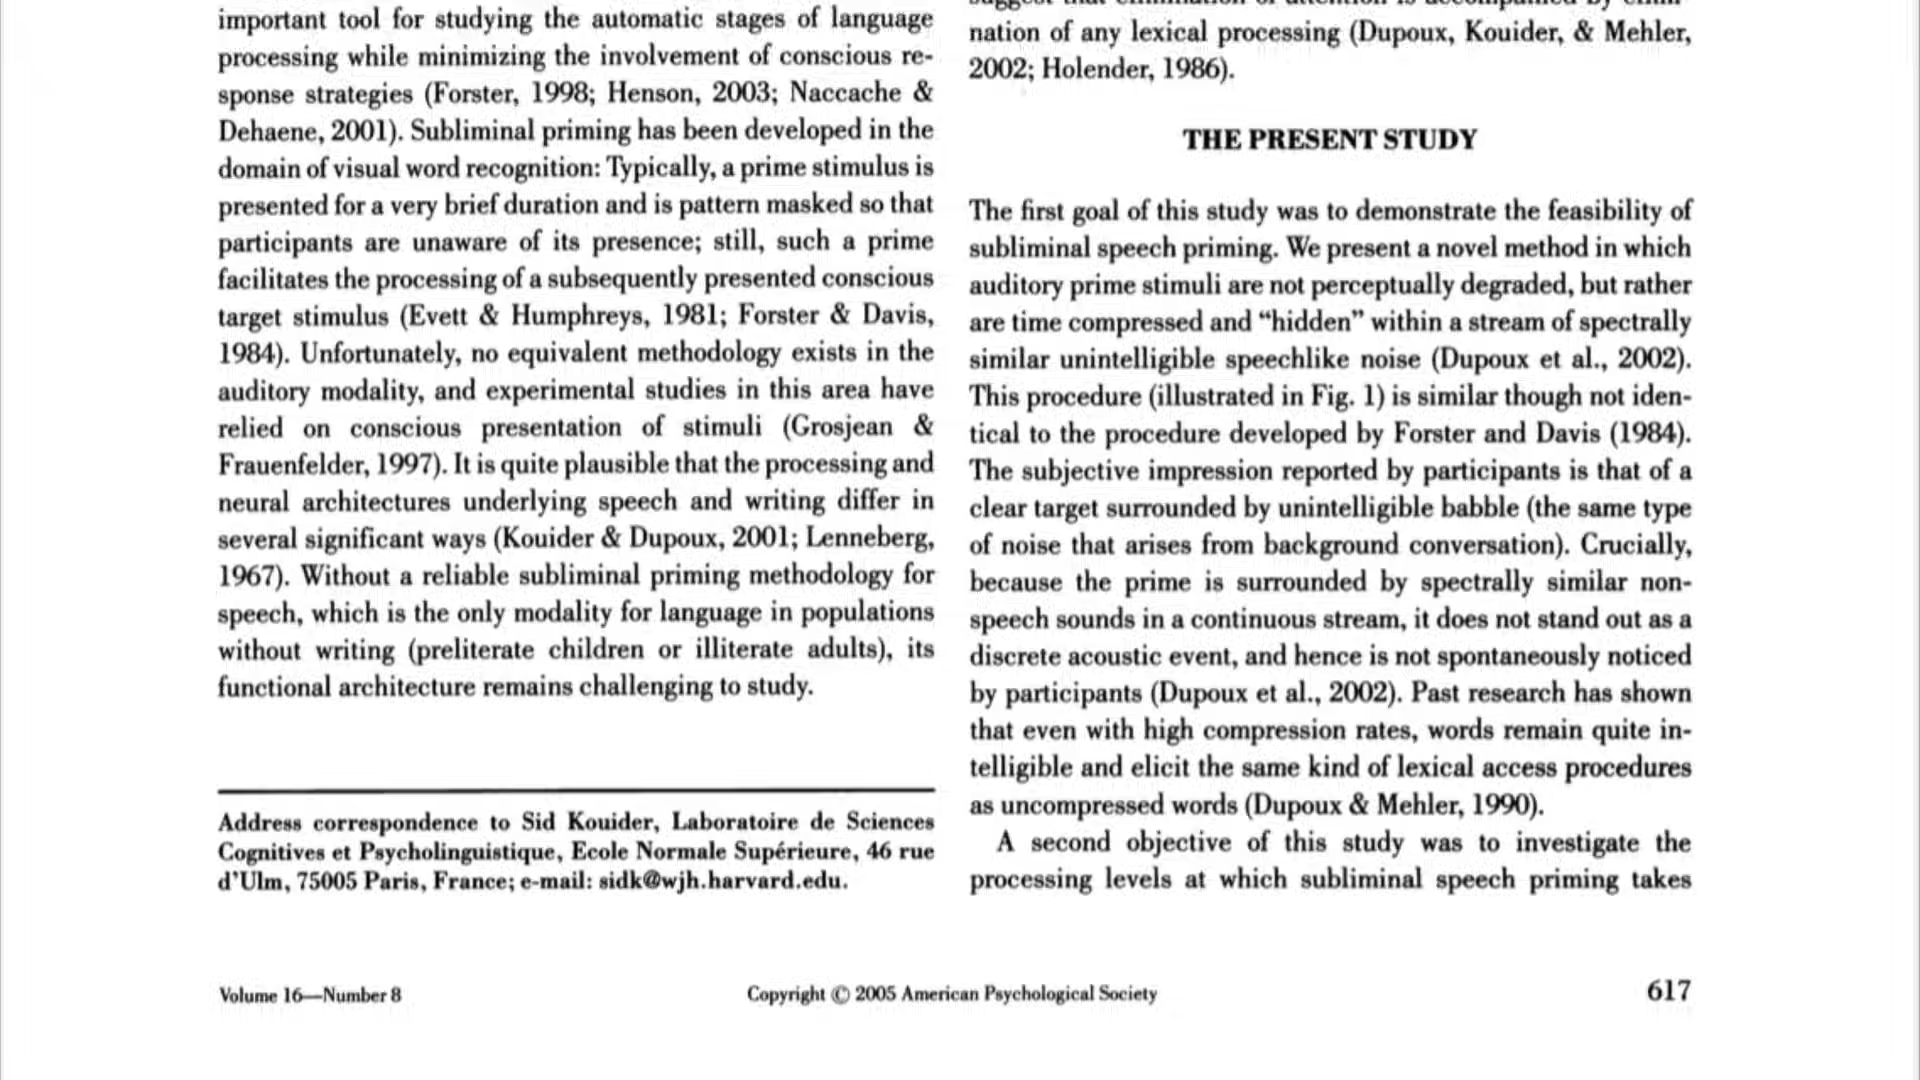 important tool for studying the automatic stages of language
processing while minimizing the involvement of conscious re-
sponse strategies (Forster, 1998; Henson, 2003; Naccache &
Dehaene, 2001). Subliminal priming has been developed in the
domain of visual word recognition: Typically, a prime stimulus is
presented for a very brief duration and is pattern masked so that
participants are unaware of its presence; still, such a prime
facilitates the processing of a subsequently presented conscious
target stimulus (Evett & Humphreys, 1981; Forster & Davis,
1984). Unfortunately, no equivalent methodology exists in the
auditory modality, and experimental studies in this area have
relied on conscious presentation of stimuli (Grosjean &
Frauenfelder, 1997). It is quite plausible that the processing and
neural architectures underlying speech and writing differ in
several significant ways (Kouider & Dupoux, 2001; Lenneberg,
1967). Without a reliable subliminal priming methodology for
speech, which is the only modality for language in populations
without writing (preliterate children or illiterate adults), its
functional architecture remains challenging to study.
Address correspondence to Sid Kouider, Laboratoire de Sciences
Cognitives et Psycholinguistique, Ecole Normale Supérieure, 46 rue
d'Ulm, 75005 Paris, France; e-mail: sidk@wjh.harvard.edu.
nation of any lexical processing (Dupoux, Kouider, & Mehler,
2002; Holender, 1986).
THE PRESENT STUDY
The first goal of this study was to demonstrate the feasibility of
subliminal speech priming. We present a novel method in which
auditory prime stimuli are not perceptually degraded, but rather
are time compressed and “hidden” within a stream of spectrally
similar unintelligible speechlike noise (Dupoux et al., 2002).
This procedure (illustrated in Fig. 1) is similar though not iden-
tical to the procedure developed by Forster and Davis (1984).
The subjective impression reported by participants is that of a
clear target surrounded by unintelligible babble (the same type
of noise that arises from background conversation). Crucially,
because the prime is surrounded by spectrally similar non-
speech sounds in a continuous stream, it does not stand out as a
discrete acoustic event, and hence is not spontaneously noticed
by participants (Dupoux et al., 2002). Past research has shown
that even with high compression rates, words remain quite in-
telligible and elicit the same kind of lexical access procedures
as uncompressed words (Dupoux & Mehler, 1990).
A second objective of this study was to investigate the
processing levels at which subliminal speech priming takes
Volume 16—Number 8
Copyright © 2005 American Psychological Society
617